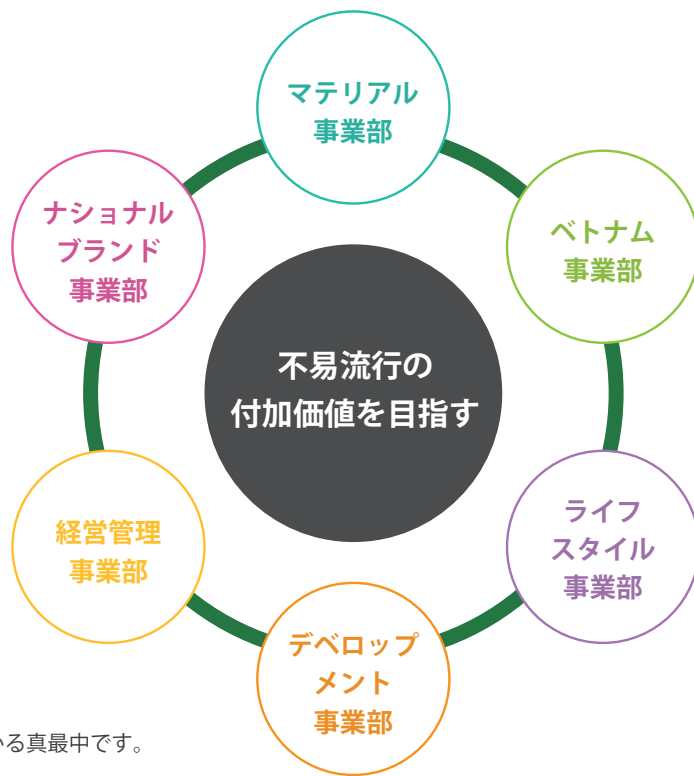 マテリアル
事業部
ナショナル
ブランド
事業部
ベトナム
事業部
不易流行の
付加価値を目指す
経営管理
事業部
ライフ
スタイル
事業部
デベロップ
メント
事業部
いる真最中です。